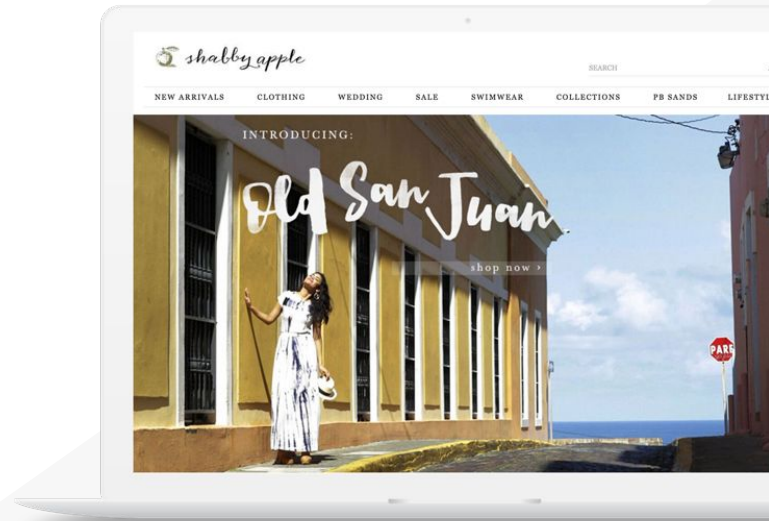 shabby apple
SEARCH
NEW ARRIVALS CLOTHING WEDDING SALE SWIMWEAR COLLECTIONS PB SANDS LIFESTYL
INTRODUCING:
Old San Juan
shop now >
PARE